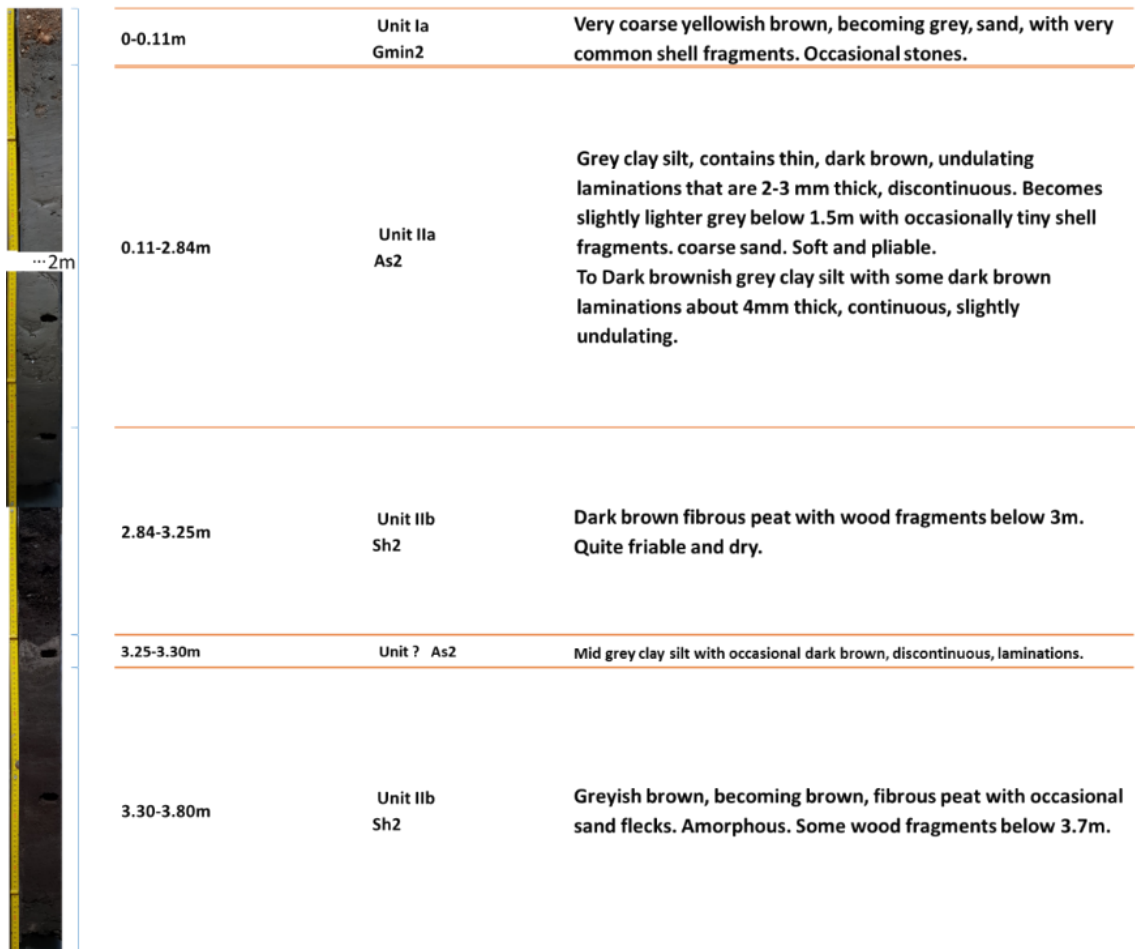 0-0.11m
Unit Ia
Gmin2
Very coarse yellowish brown, becoming grey, sand, with very
common shell fragments. Occasional stones.
0.11-2.84m
Unit IIa
As2
Grey clay silt, contains thin, dark brown, undulating
laminations that are 2-3 mm thick, discontinuous. Becomes
slightly lighter grey below 1.5m with occasionally tiny shell
fragments. coarse sand. Soft and pliable.
To Dark brownish grey clay silt with some dark brown
laminations about 4mm thick, continuous, slightly
undulating.
...2m
2.84-3.25m
Unit IIb
Sh2
Dark brown fibrous peat with wood fragments below 3m.
Quite friable and dry.
3.25-3.30m
Unit ? As2
Mid grey clay silt with occasional dark brown, discontinuous, laminations.
3.30-3.80m
Unit IIb
Sh2
Greyish brown, becoming brown, fibrous peat with occasional
sand flecks. Amorphous. Some wood fragments below 3.7m.